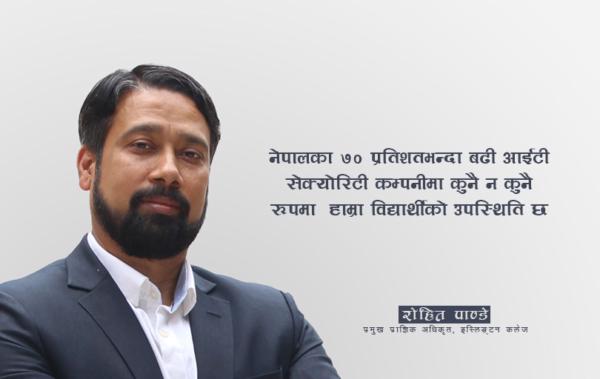 नेपालका ७० प्रतिशतभन्दा बढी आईटी
सेक्योरिटी कम्पनीमा कुनै न कुनै
रुपमा हाम्रा विद्यार्थीको उपस्थिति छ
रोहित पाण्डे
प्रमुख प्राज्ञिक अधिकृत, इस्लिङ्टन कलेज